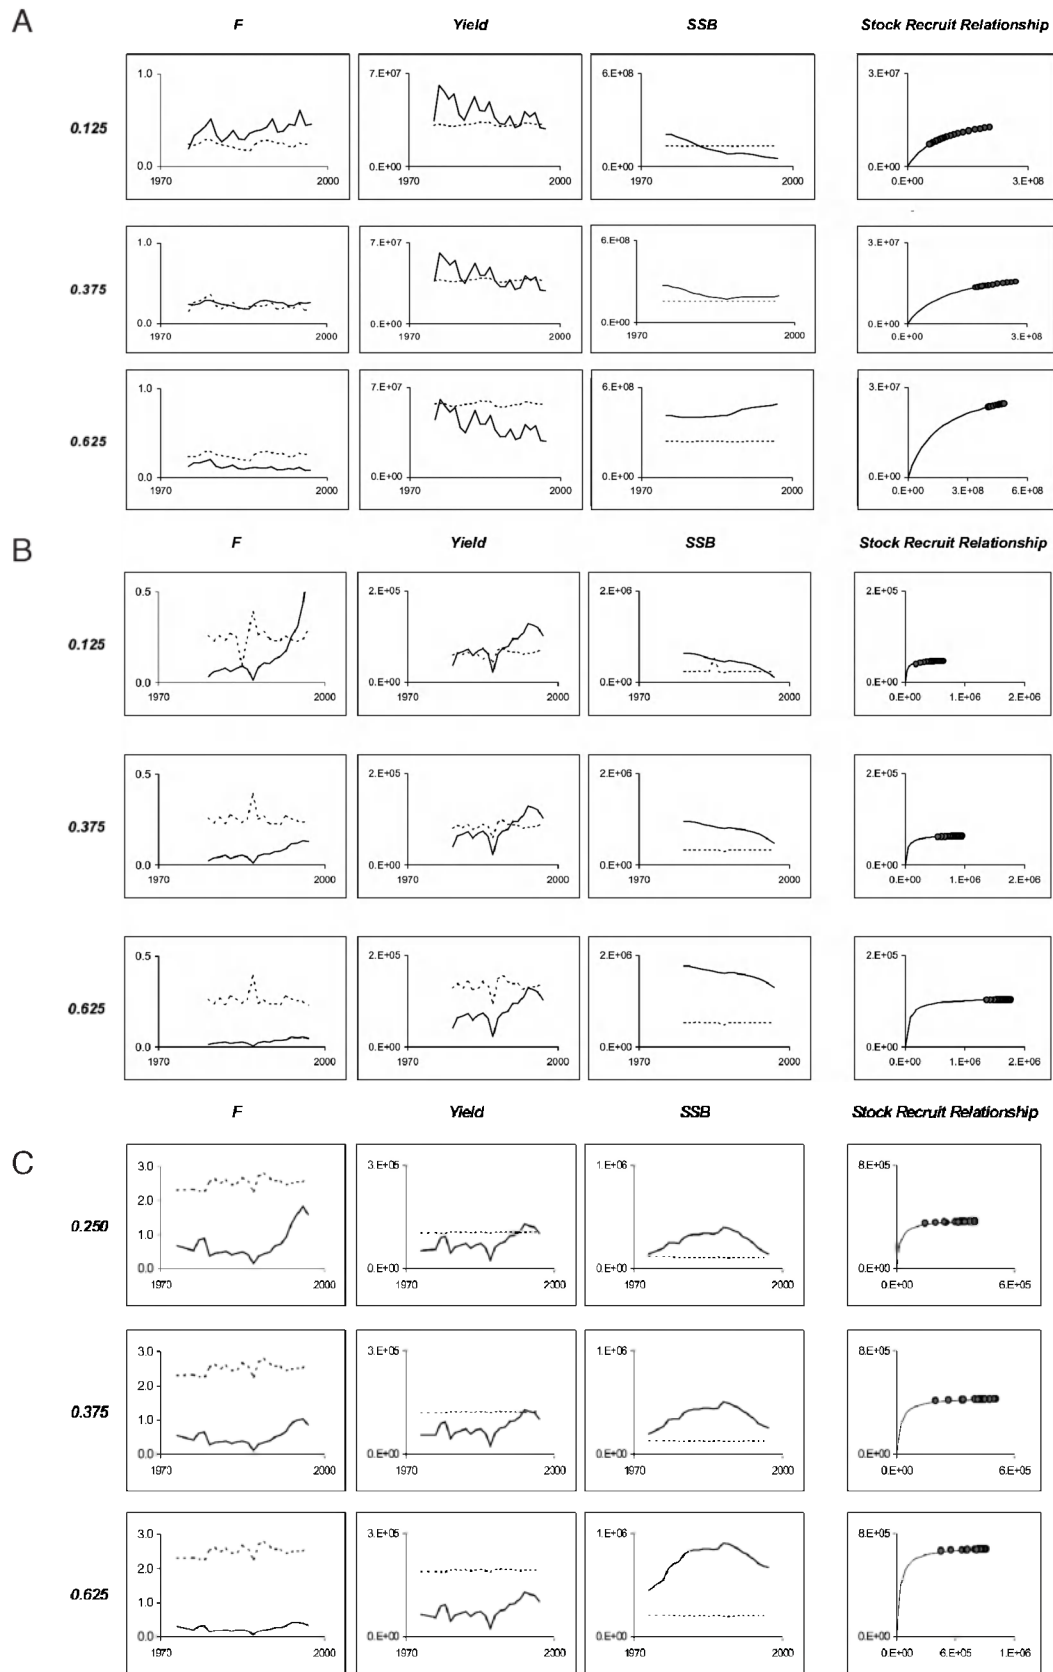 A
F Yield SSB Stock Recruit Relationship
1.0 7.E+07 6.E+08 3.E+07
0.125
0.0 0.E+00 0.E+00 0.E+00
1970 2000 1970 2000 1970 2000 0.E+00 3.E+08
1.0 7.E+07 6.E+08 3.E+07
0.375
0.0 0.E+00 0.E+00 0.E+00
1970 2000 1970 2000 1970 2000 0.E+00 3.E+08
1.0 7.E+07 6.E+08 3.E+07
0.625
0.0 0.E+00 0.E+00 0.E+00
1970 2000 1970 2000 1970 2000 0.E+00 3.E+08 6.E+08
B
F Yield SSB Stock Recruit Relationship
0.5 2.E+05 2.E+06 2.E+05
0.125
0.0 0.E+00 0.E+00 0.E+00
1970 2000 1970 2000 1970 2000 0.E+00 1.E+06 2.E+06
0.5 2.E+05 2.E+06 2.E+05
0.375
0.0 0.E+00 0.E+00 0.E+00
1970 2000 1970 2000 1970 2000 0.E+00 1.E+06 2.E+06
0.5 2.E+05 2.E+06 2.E+05
0.625
0.0 0.E+00 0.E+00 0.E+00
1970 2000 1970 2000 1970 2000 0.E+00 1.E+06 2.E+06
F Yield SSB Stock Recruit Relationship
C
3.0 3.E+05 1.E+06 8.E+05
2.0
0.250
1.0
0.0 0.E+00 0.E+00 0.E+00
1970 2000 1970 2000 1970 2000 0.E+00 6.E+05
3.0 3.E+05 1.E+06 8.E+05
2.0
0.375
1.0
0.0 0.E+00 0.E+00 0.E+00
1970 2000 1970 2000 1970 2000 0.E+00 6.E+05
3.0 3.E+05 1.E+06 8.E+05
2.0
0.625
1.0
0.0 0.E+00 0.E+00 0.E+00
1970 2000 1970 2000 1970 2000 0.E+00 6.E+05 1.E+06